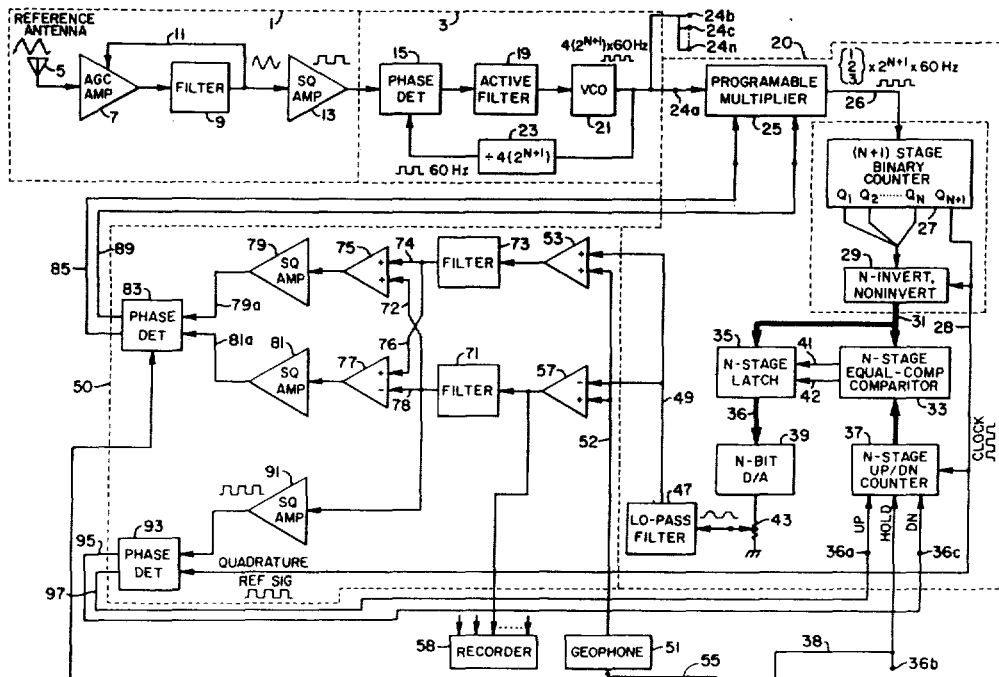 REFERENCE
ANTENNA
1
3
11
5
AGC
AMP
7
FILTER
9
SQ
AMP
13
15
PHASE
DET
19
ACTIVE
FILTER
4(2^N+1)x60Hz
VCO
21
23
÷4(2^N+1)
60 Hz
24b
24c
24n
24a
20
PROGRAMABLE
MULTIPLIER
25
{1 2 3} x 2^N+1 x 60 Hz
26
(N+1) STAGE
BINARY
COUNTER
Q1 Q2 ...... QN QN+1
27
29
N-INVERT,
NONINVERT
31
28
85
89
83
PHASE
DET
79
SQ
AMP
79a
75
+
+
74
73
FILTER
53
+
+
72
76
81a
81
SQ
AMP
77
+
-
78
71
FILTER
57
-
+
50
49
52
35
N-STAGE
LATCH
41
42
N-STAGE
EQUAL-COMP
COMPARITOR
33
36
39
N-BIT
D/A
37
N-STAGE
UP/DN
COUNTER
CLOCK
91
SQ
AMP
93
PHASE
DET
95
97
QUADRATURE
REF SIG
47
LO-PASS
FILTER
43
UP
HOLD
DN
36a
36c
58
RECORDER
GEOPHONE
51
55
38
36b